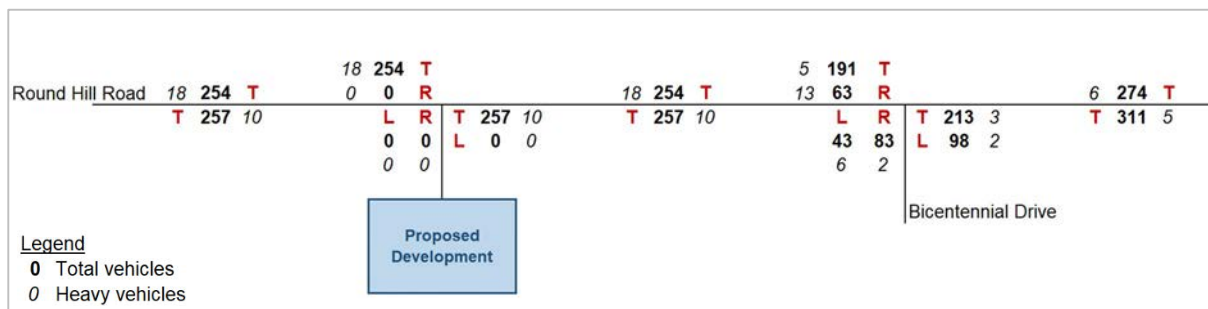 18 254 T
5 191 T
Round Hill Road 18 254 T 0 0 R 18 254 T 13 63 R 6 274 T
T 257 10 L R T 257 10 T 257 10 L R T 213 3 T 311 5
0 0 L 0 0 43 83 L 98 2
0 0 6 2
Bicentennial Drive
Proposed
Development
Legend
0 Total vehicles
0 Heavy vehicles